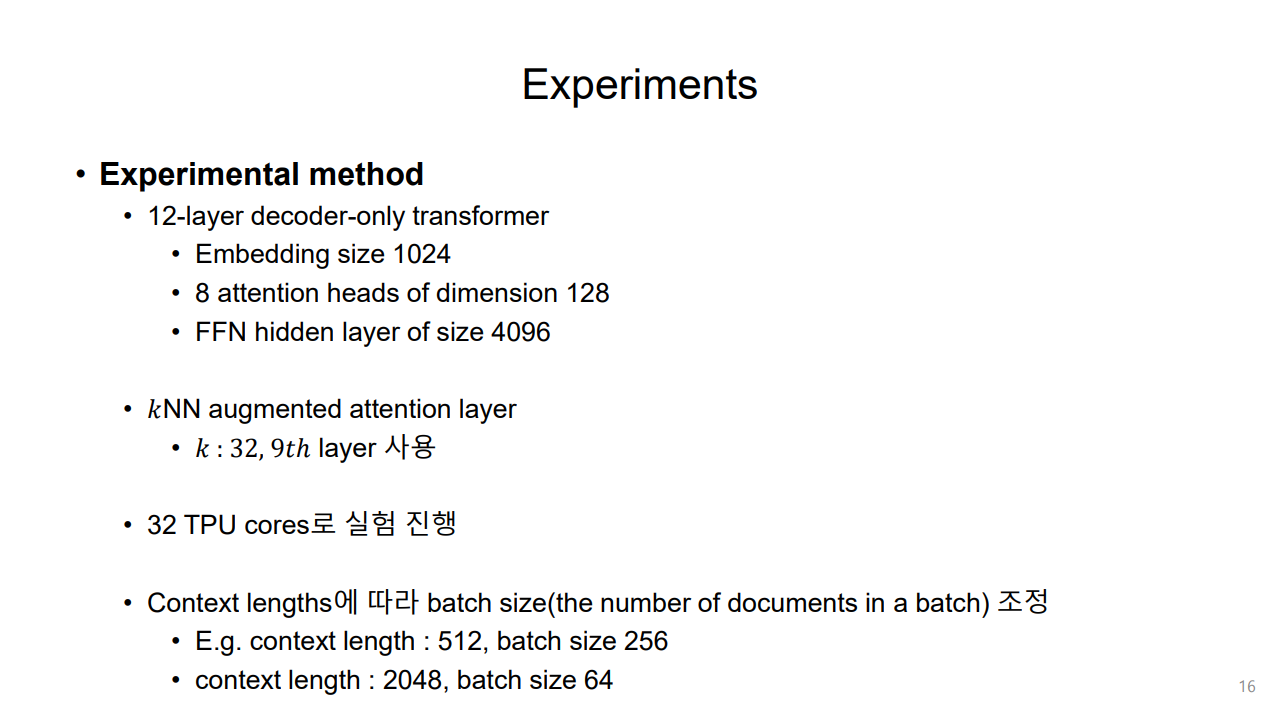 Experiments
• Experimental method
• 12-layer decoder-only transformer
• Embedding size 1024
• 8 attention heads of dimension 128
• FFN hidden layer of size 4096
• 𝑘NN augmented attention layer
• 𝑘 : 32, 9𝑡ℎ layer 사용
• 32 TPU cores로 실험 진행
• Context lengths에 따라 batch size(the number of documents in a batch) 조정
• E.g. context length : 512, batch size 256
• context length : 2048, batch size 64
16